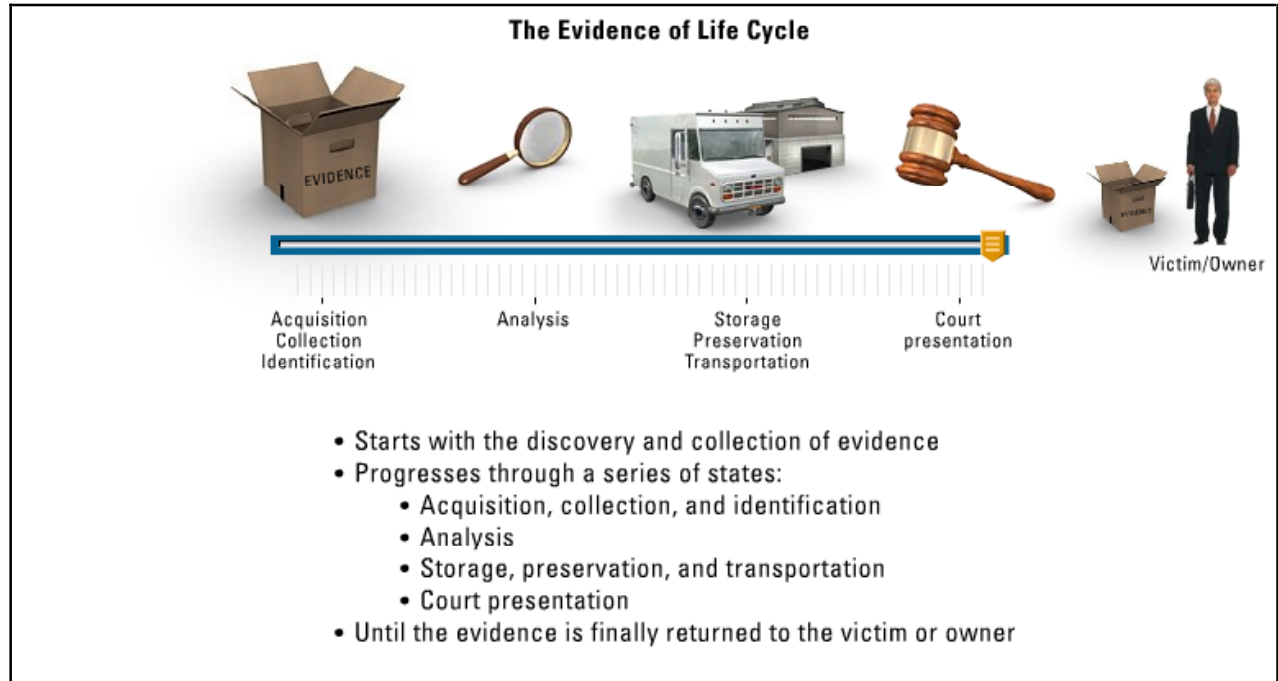 The Evidence of Life Cycle
EVIDENCE
EVIDENCE
Victim/Owner
Acquisition
Collection
Identification
Analysis
Storage
Preservation
Transportation
Court
presentation
• Starts with the discovery and collection of evidence
• Progresses through a series of states:
• Acquisition, collection, and identification
• Analysis
• Storage, preservation, and transportation
• Court presentation
• Until the evidence is finally returned to the victim or owner